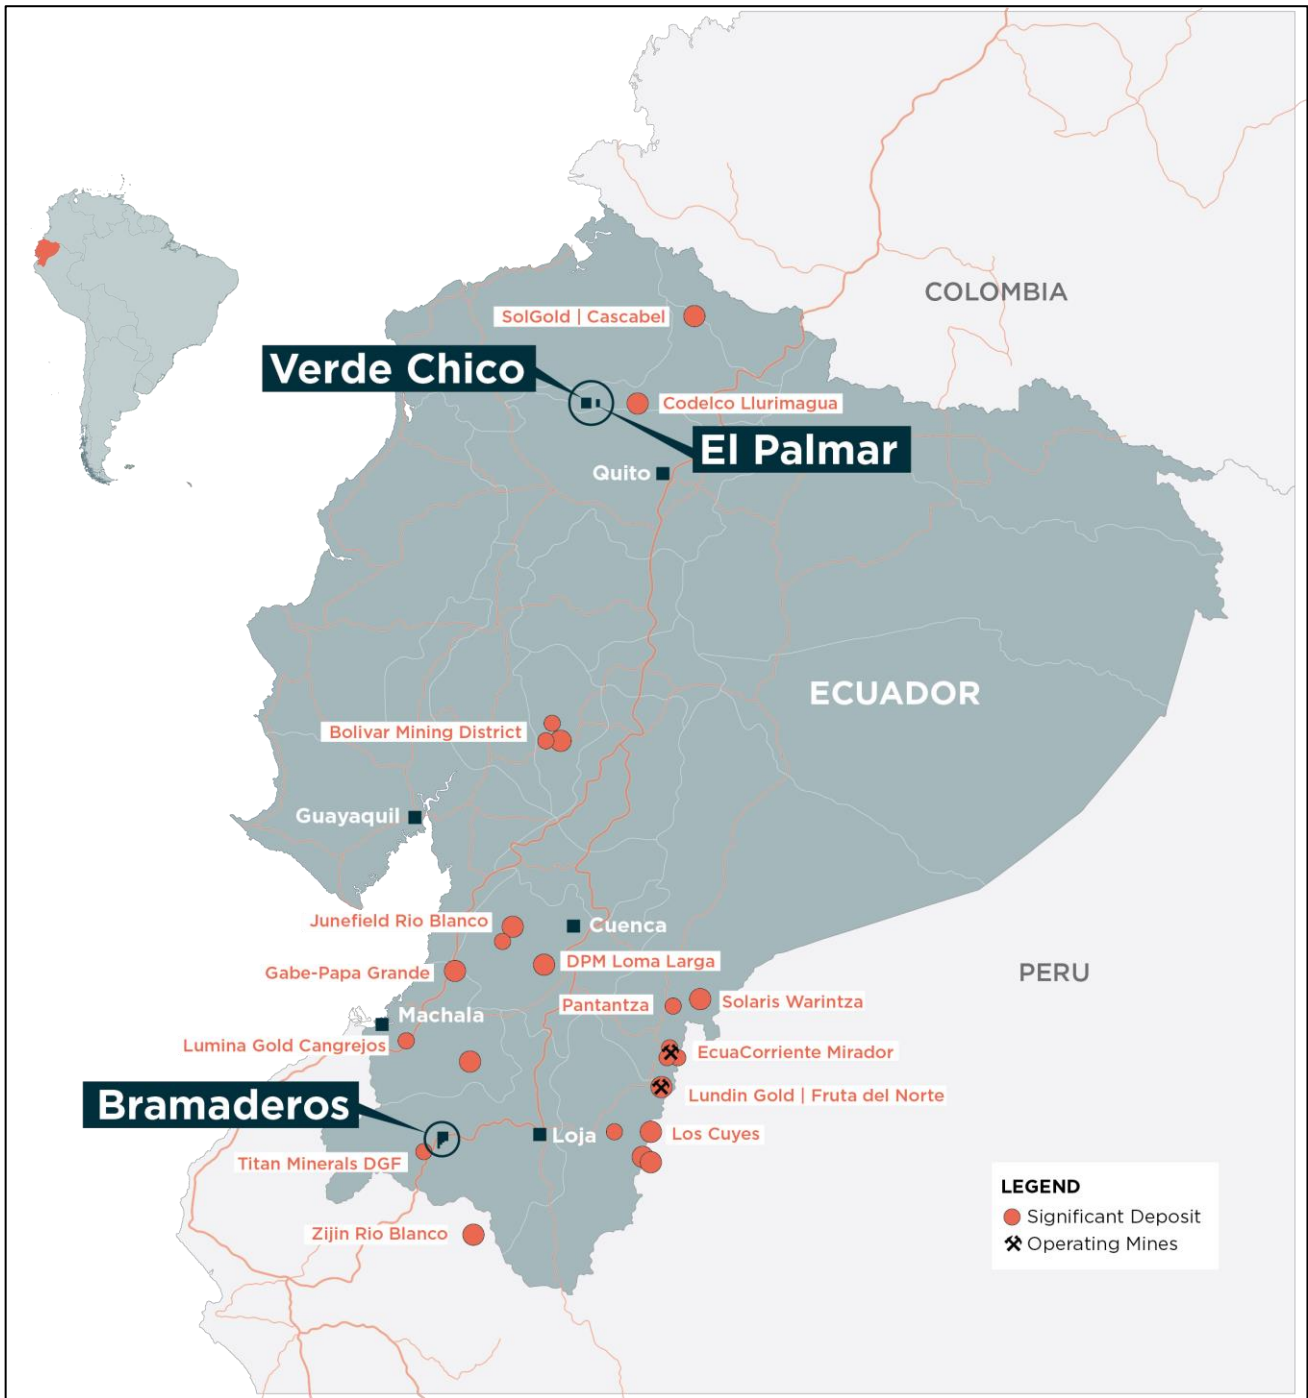 COLOMBIA
SolGold | Cascabel
Verde Chico
Codelco Llurimagua
El Palmar
Quito
ECUADOR
Bolivar Mining District
Guayaquil
Junefield Rio Blanco
Cuenca
DPM Loma Larga
Gabe-Papa Grande
PERU
Pantantza
Solaris Warintza
Machala
Lumina Gold Cangrejos
EcuaCorriente Mirador
Lundin Gold | Fruta del Norte
Bramaderos
Loja
Los Cuyes
Titan Minerals DGF
Zijin Rio Blanco
LEGEND
Significant Deposit
Operating Mines